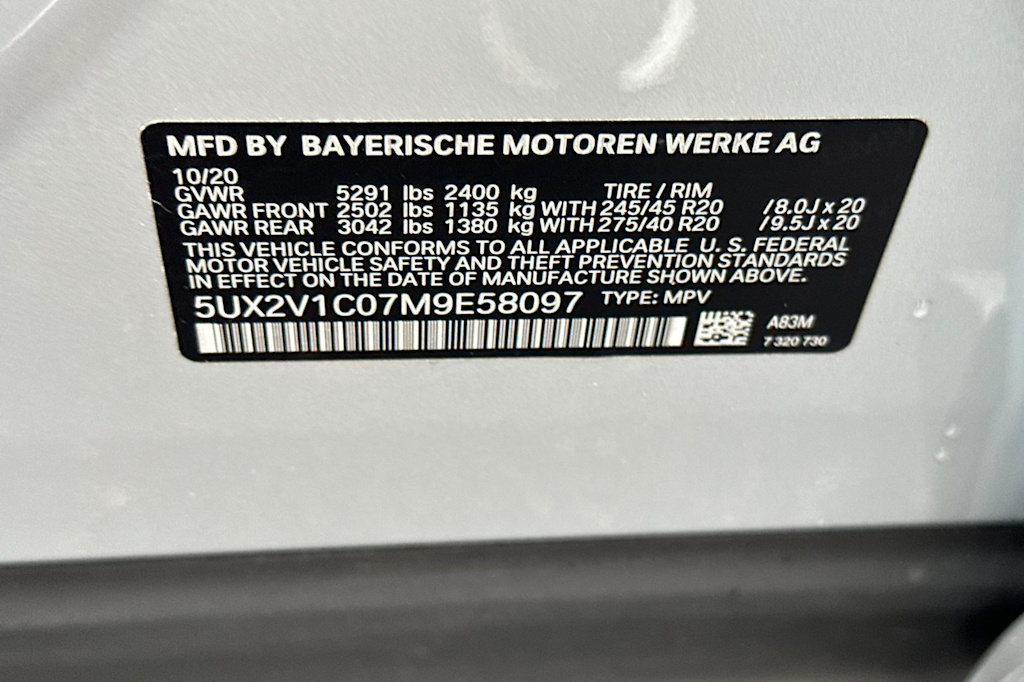 MFD BY BAYERISCHE MOTOREN WERKE AG
10/20
GVWR 5291 lbs 2400 kg TIRE / RIM
GAWR FRONT 2502 lbs 1135 kg WITH 245/45 R20 /8.0J x 20
GAWR REAR 3042 lbs 1380 kg WITH 275/40 R20 /9.5J x 20
THIS VEHICLE CONFORMS TO ALL APPLICABLE U. S. FEDERAL
MOTOR VEHICLE SAFETY AND THEFT PREVENTION STANDARDS
IN EFFECT ON THE DATE OF MANUFACTURE SHOWN ABOVE.
5UX2V1C07M9E58097 TYPE: MPV
A83M
7 320 730